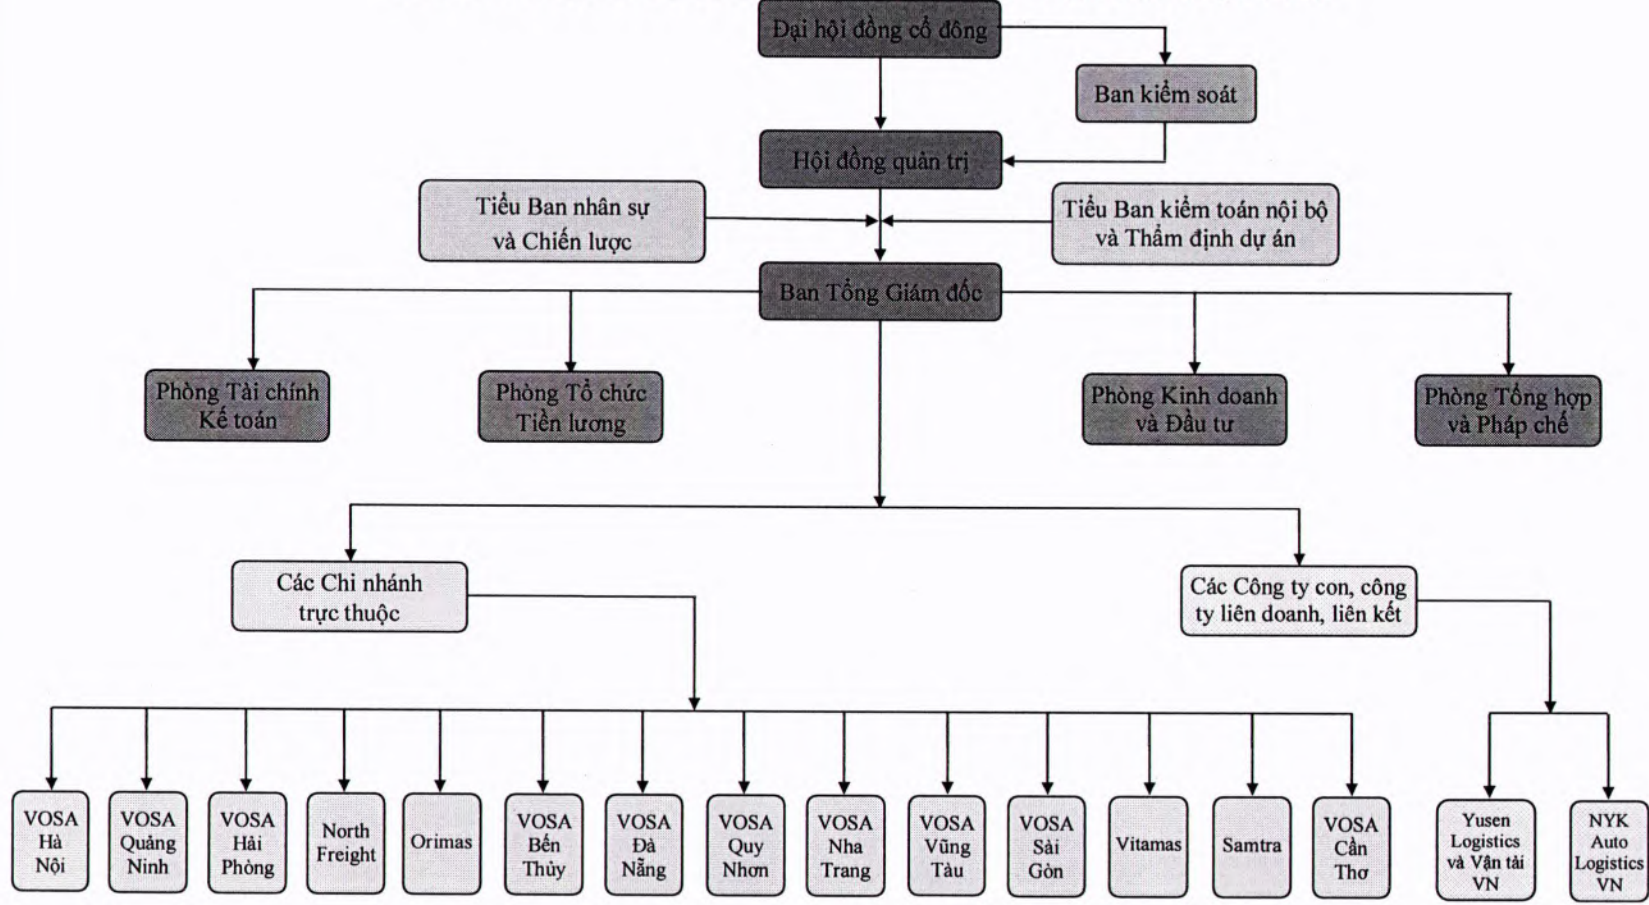 Đại hội đồng cổ đông
Ban kiểm soát
Hội đồng quản trị
Tiểu Ban nhân sự
và Chiến lược
Tiểu Ban kiểm toán nội bộ
và Thẩm định dự án
Ban Tổng Giám đốc
Phòng Tài chính
Kế toán
Phòng Tổ chức
Tiền lương
Phòng Kinh doanh
và Đầu tư
Phòng Tổng hợp
và Pháp chế
Các Chi nhánh
trực thuộc
Các Công ty con, công
ty liên doanh, liên kết
VOSA
Hà
Nội
VOSA
Quảng
Ninh
VOSA
Hải
Phòng
North
Freight
Orimas
VOSA
Bến
Thủy
VOSA
Đà
Nẵng
VOSA
Quy
Nhơn
VOSA
Nha
Trang
VOSA
Vũng
Tàu
VOSA
Sài
Gòn
Vitamas
Samtra
VOSA
Cần
Thơ
Yusen
Logistics
và Vận tải
VN
NYK
Auto
Logistics
VN